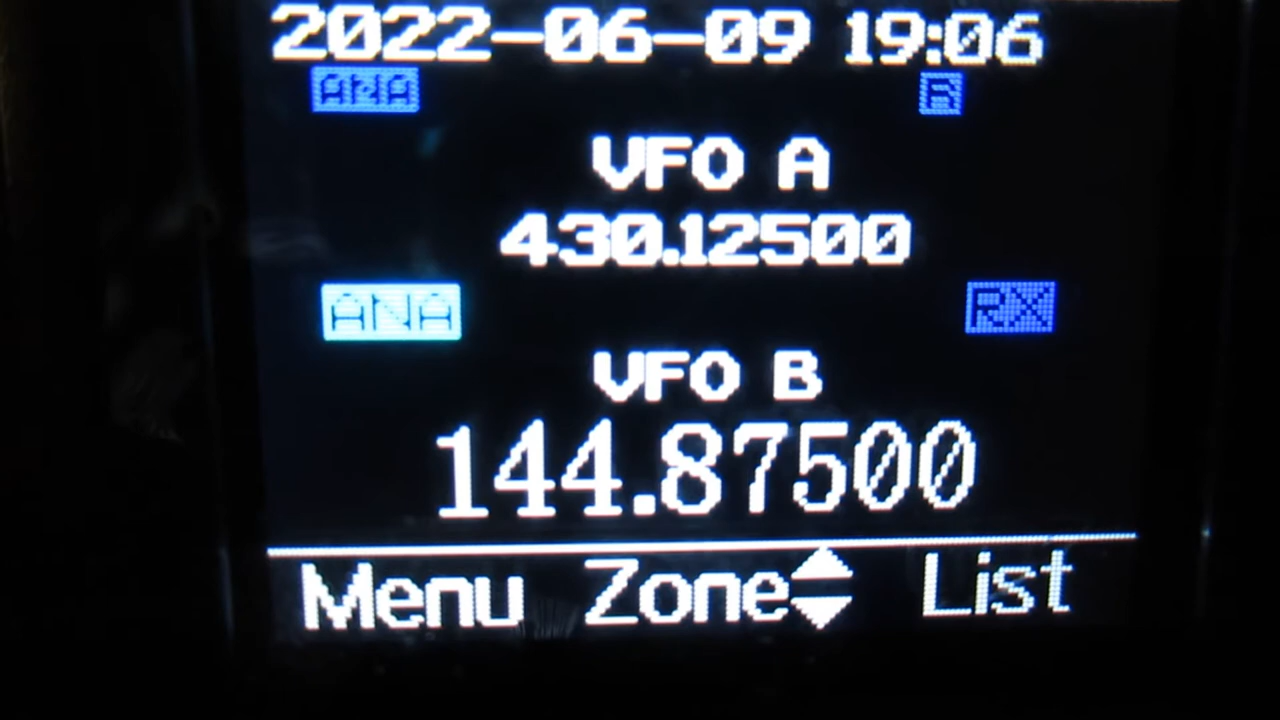 2022-06-09 19:06
ANA
VFO A
430.12500
ANA RX
VFO B
144.87500
Menu Zone List